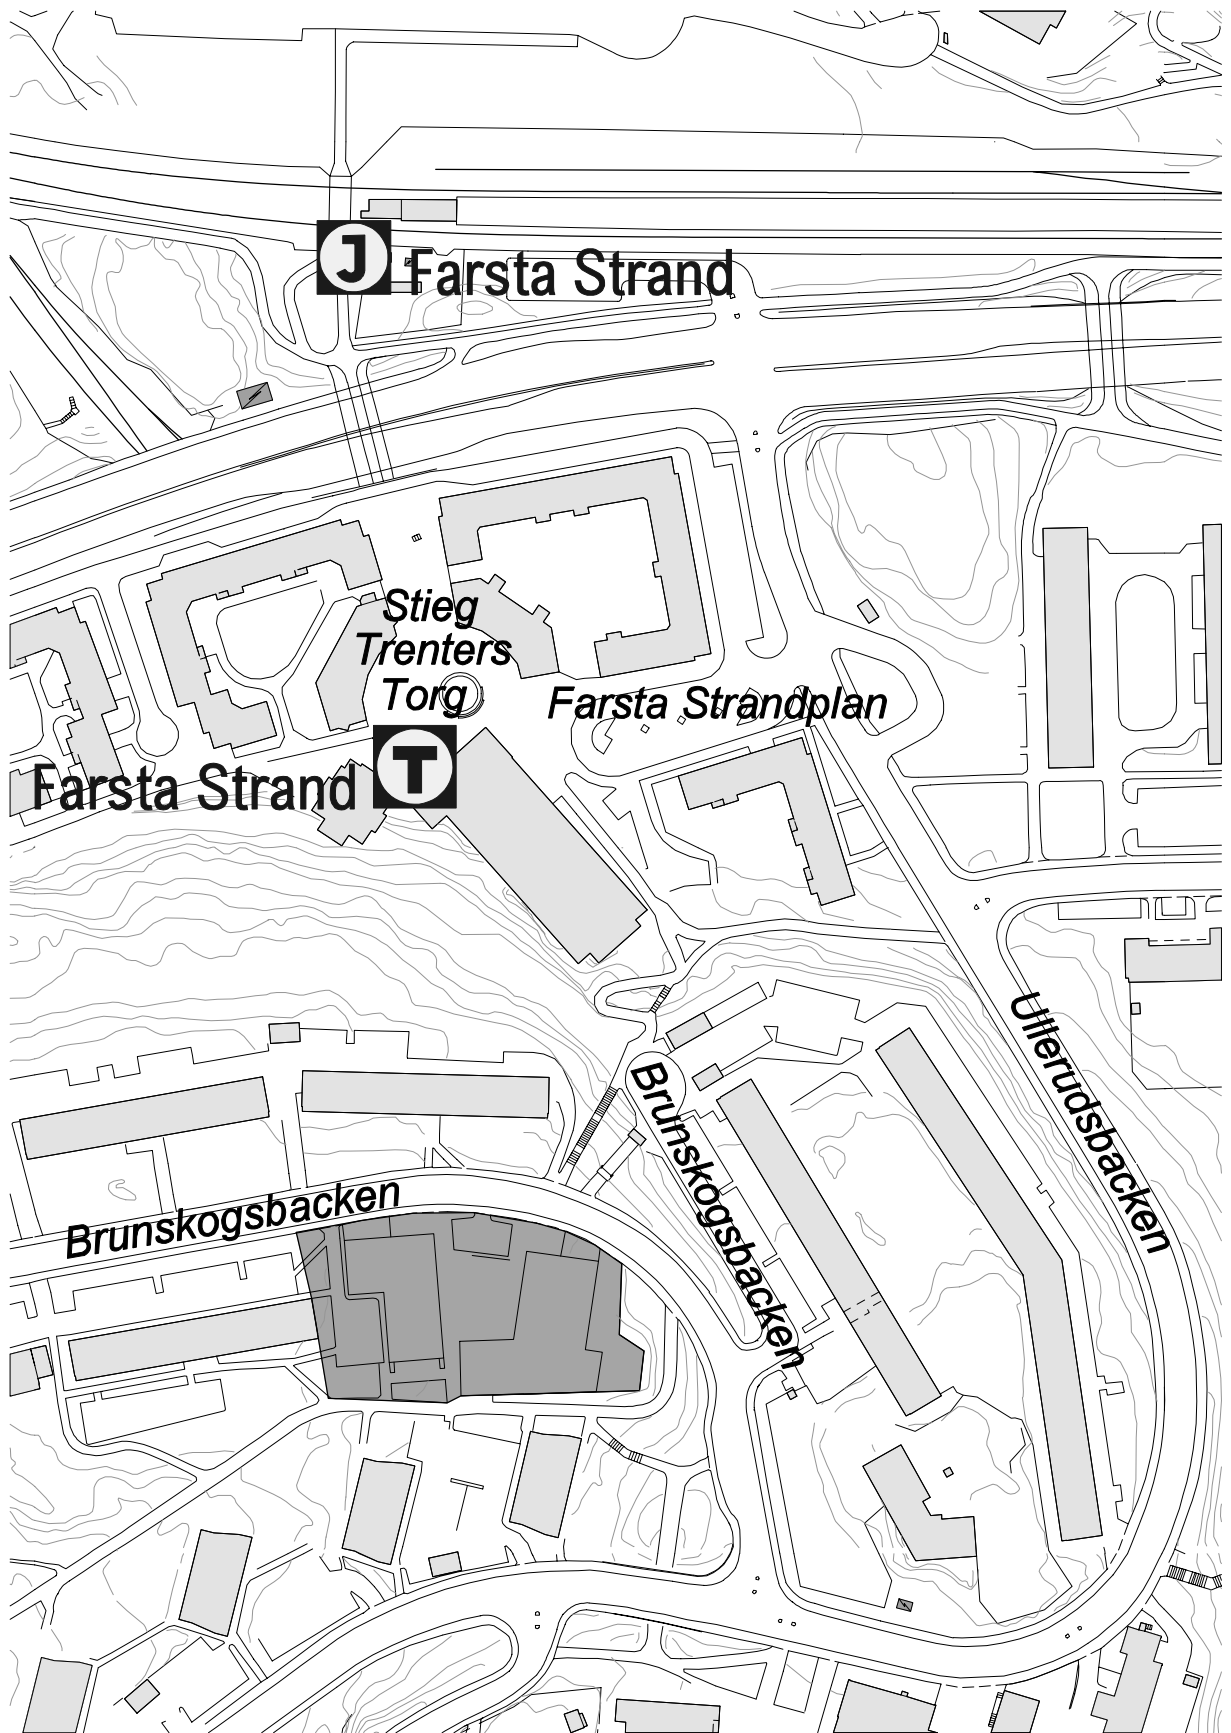 J Farsta Strand
Stieg
Trenters
Torg
Farsta Strandplan
Farsta Strand T
Ullerudsbacken
Brunskogsbacken
Brunskogsbacken